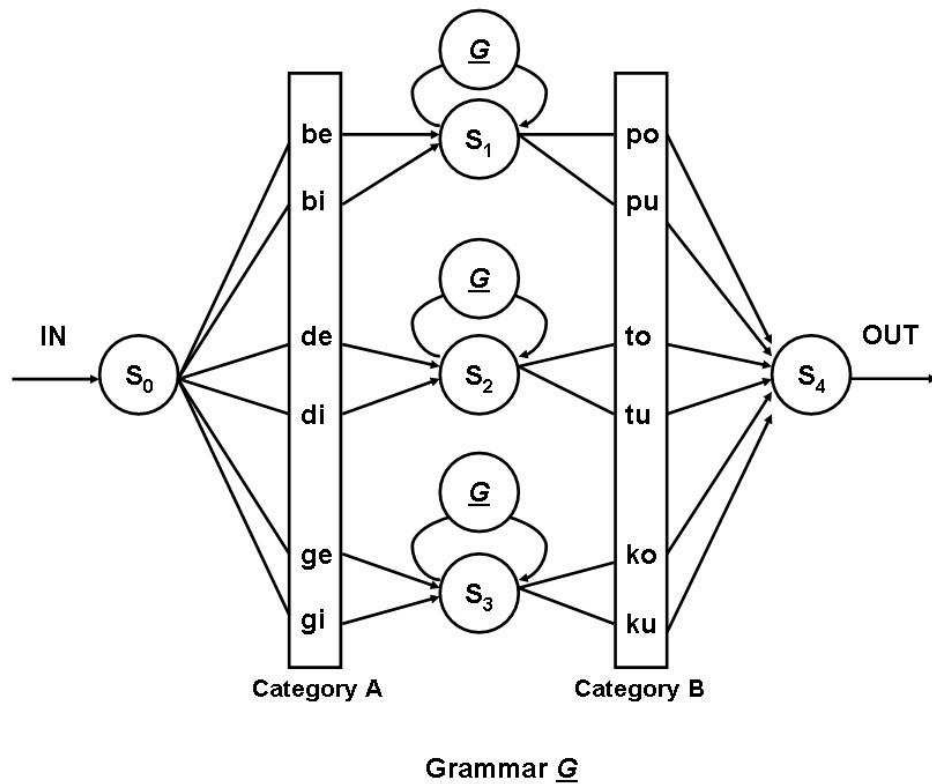 G
be
S1
po
bi
pu
G
IN
de
to
OUT
S0
S2
S4
di
tu
G
ge
ko
S3
gi
ku
Category A
Category B
Grammar G